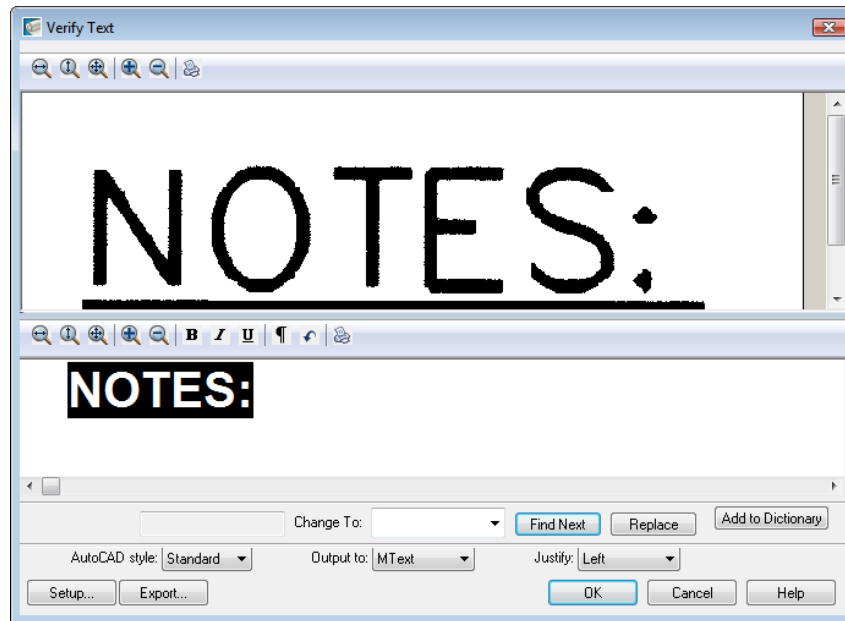 Verify Text
NOTES:
B I U ¶
NOTES:
Change To: Find Next Replace Add to Dictionary
AutoCAD style: Standard Output to: MText Justify: Left
Setup... Export... OK Cancel Help